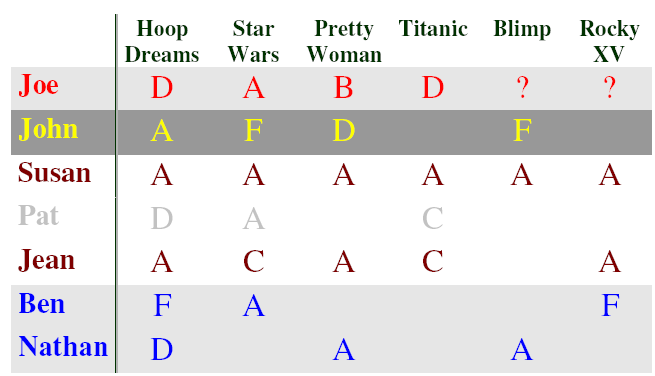 Hoop Star Pretty Titanic Blimp Rocky
Dreams Wars Woman XV
Joe D A B D ? ?
John A F D F
Susan A A A A A A
Pat D A C
Jean A C A C A
Ben F A F
Nathan D A A